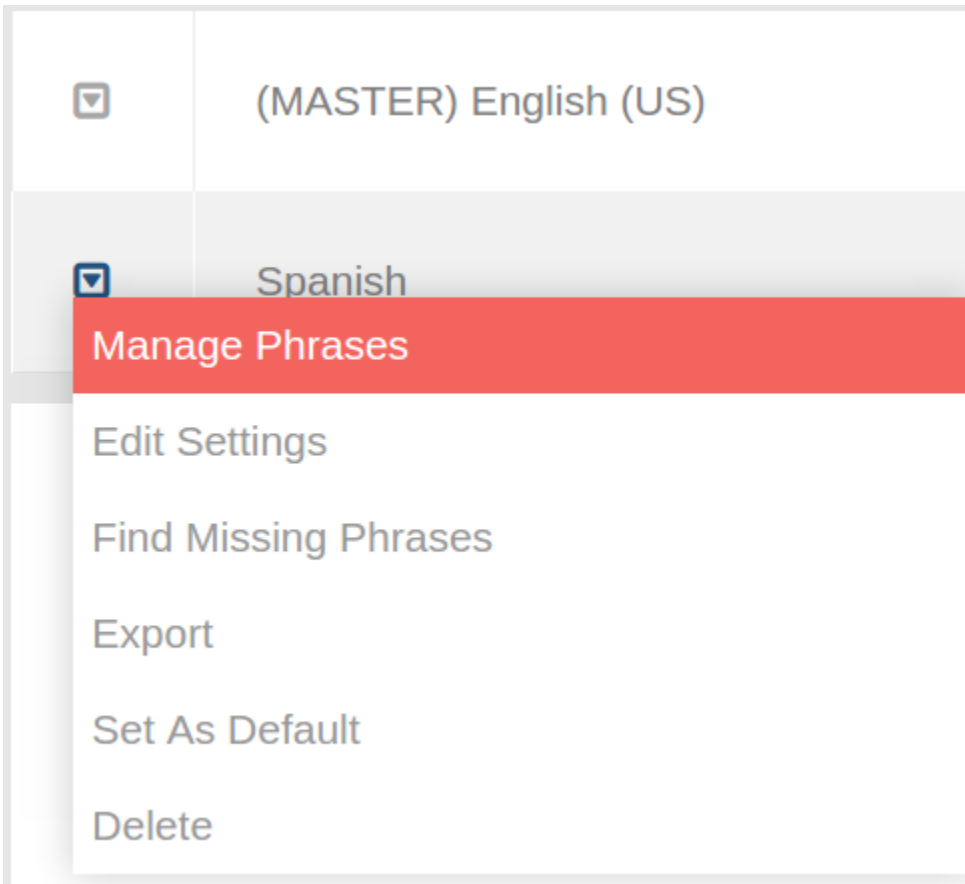 (MASTER) English (US)
Spanish
Manage Phrases
Edit Settings
Find Missing Phrases
Export
Set As Default
Delete